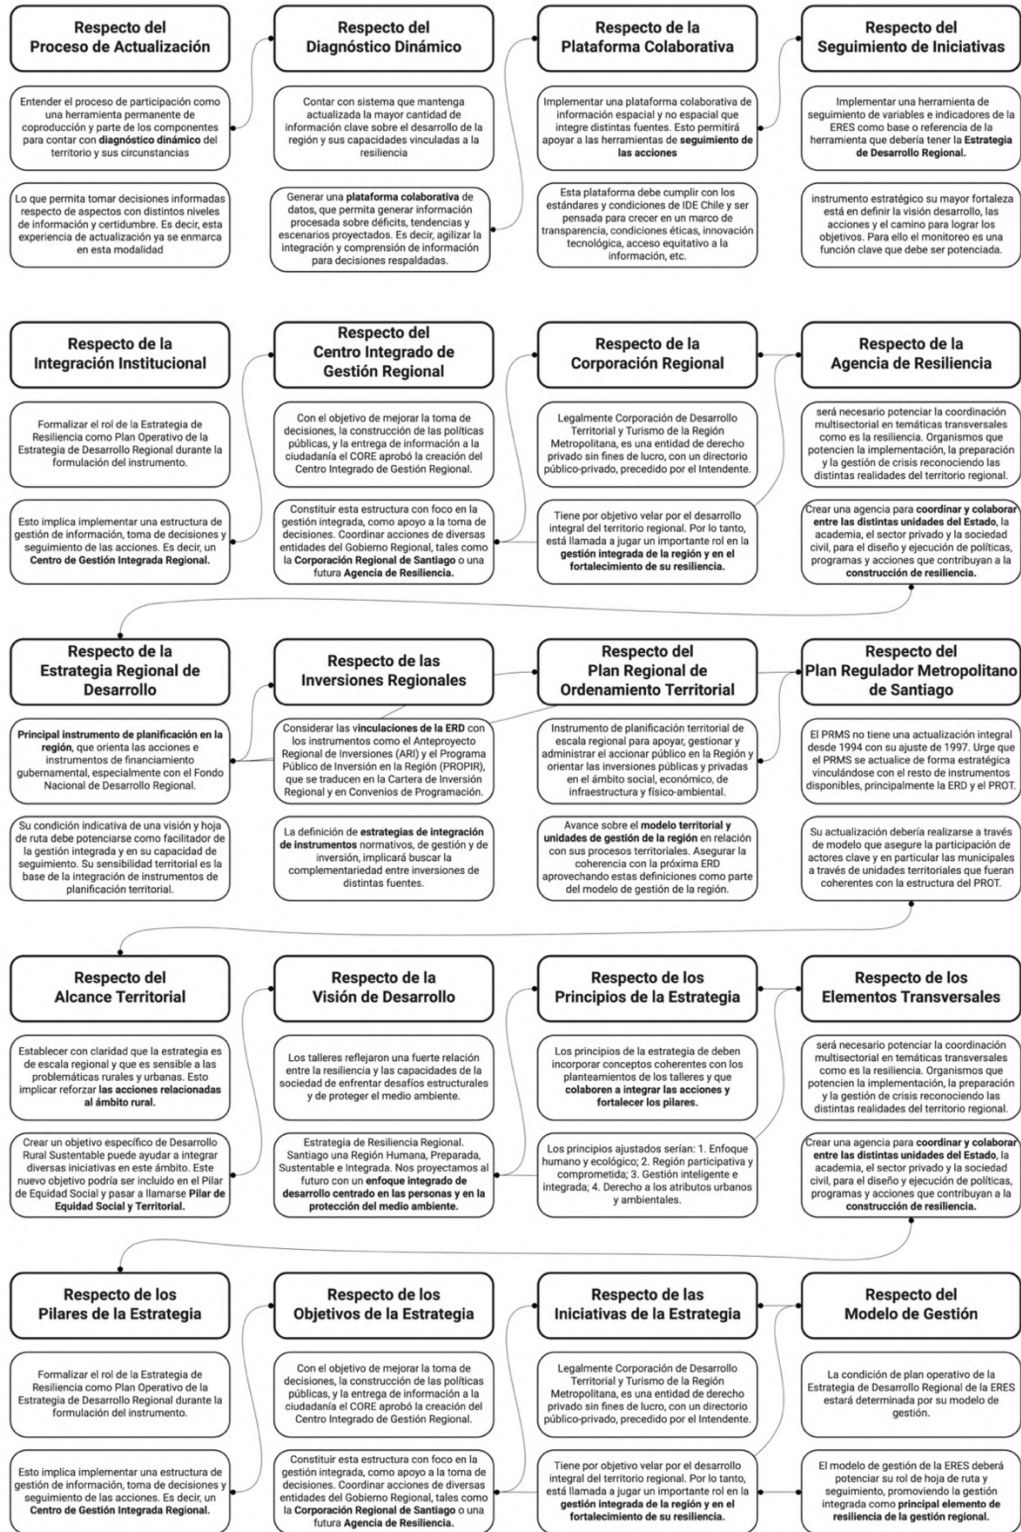 Respecto del
Proceso de Actualización
Entender el proceso de participación como
una herramienta permanente de
coproducción y parte de los componentes
para contar con diagnóstico dinámico del
territorio y sus circunstancias
Lo que permita tomar decisiones informadas
respecto de aspectos con distintos niveles
de información y certidumbre. Es decir, esta
experiencia de actualización ya se enmarca
en esta modalidad
Respecto del
Diagnóstico Dinámico
Contar con sistema que mantenga
actualizada la mayor cantidad de
información clave sobre el desarrollo de la
región y sus capacidades vinculadas a la
resiliencia
Generar una plataforma colaborativa de
datos, que permita generar información
procesada sobre déficits, tendencias y
escenarios proyectados. Es decir, agilizar la
integración y comprensión de información
para decisiones respaldadas.
Respecto de la
Plataforma Colaborativa
Implementar una plataforma colaborativa de
información espacial y no espacial que
integre distintas fuentes. Esto permitirá
apoyar a las herramientas de seguimiento de
las acciones
Esta plataforma debe cumplir con los
estándares y condiciones de IDE Chile y ser
pensada para crecer en un marco de
transparencia, condiciones éticas, innovación
tecnológica, acceso equitativo a la
información, etc.
Respecto del
Seguimiento de Iniciativas
Implementar una herramienta de
seguimiento de variables e indicadores de la
ERES como base o referencia de la
herramienta que debería tener la Estrategia
de Desarrollo Regional.
instrumento estratégico su mayor fortaleza
está en definir la visión desarrollo, las
acciones y el camino para lograr los
objetivos. Para ello el monitoreo es una
función clave que debe ser potenciada.
Respecto de la
Integración Institucional
Formalizar el rol de la Estrategia de
Resiliencia como Plan Operativo de la
Estrategia de Desarrollo Regional durante la
formulación del instrumento.
Esto implica implementar una estructura de
gestión de información, toma de decisiones y
seguimiento de las acciones. Es decir, un
Centro de Gestión Integrada Regional.
Respecto del
Centro Integrado de
Gestión Regional
Con el objetivo de mejorar la toma de
decisiones, la construcción de las políticas
públicas, y la entrega de información a la
ciudadanía el CORE aprobó la creación del
Centro Integrado de Gestión Regional.
Constituir esta estructura con foco en la
gestión integrada, como apoyo a la toma de
decisiones. Coordinar acciones de diversas
entidades del Gobierno Regional, tales como
la Corporación Regional de Santiago o una
futura Agencia de Resiliencia.
Respecto de la
Corporación Regional
Legalmente Corporación de Desarrollo
Territorial y Turismo de la Región
Metropolitana, es una entidad de derecho
privado sin fines de lucro, con un directorio
público-privado, precedido por el Intendente.
Tiene por objetivo velar por el desarrollo
integral del territorio regional. Por lo tanto,
está llamada a jugar un importante rol en la
gestión integrada de la región y en el
fortalecimiento de su resiliencia.
Respecto de la
Agencia de Resiliencia
será necesario potenciar la coordinación
multisectorial en temáticas transversales
como es la resiliencia. Organismos que
potencien la implementación, la preparación
y la gestión de crisis reconociendo las
distintas realidades del territorio regional.
Crear una agencia para coordinar y colaborar
entre las distintas unidades del Estado, la
academia, el sector privado y la sociedad
civil, para el diseño y ejecución de políticas,
programas y acciones que contribuyan a la
construcción de resiliencia.
Respecto de la
Estrategia Regional de
Desarrollo
Principal instrumento de planificación en la
región, que orienta las acciones e
instrumentos de financiamiento
gubernamental, especialmente con el Fondo
Nacional de Desarrollo Regional.
Su condición indicativa de una visión y hoja
de ruta debe potenciarse como facilitador de
la gestión integrada y en su capacidad de
seguimiento. Su sensibilidad territorial es la
base de la integración de instrumentos de
planificación territorial.
Respecto de las
Inversiones Regionales
Considerar las vinculaciones de la ERD con
los instrumentos como el Anteproyecto
Regional de Inversiones (ARI) y el Programa
Público de Inversión en la Región (PROPIR),
que se traducen en la Cartera de Inversión
Regional y en Convenios de Programación.
La definición de estrategias de integración
de instrumentos normativos, de gestión y de
inversión, implicará buscar la
complementariedad entre inversiones de
distintas fuentes.
Respecto del
Plan Regional de
Ordenamiento Territorial
Instrumento de planificación territorial de
escala regional para apoyar, gestionar y
administrar el accionar público en la Región y
orientar las inversiones públicas y privadas
en el ámbito social, económico, de
infraestructura y físico-ambiental.
Avance sobre el modelo territorial y
unidades de gestión de la región en relación
con sus procesos territoriales. Asegurar la
coherencia con la próxima ERD
aprovechando estas definiciones como parte
del modelo de gestión de la región.
Respecto del
Plan Regulador Metropolitano
de Santiago
El PRMS no tiene una actualización integral
desde 1994 con su ajuste de 1997. Urge que
el PRMS se actualice de forma estratégica
vinculándose con el resto de instrumentos
disponibles, principalmente la ERD y el PROT.
Su actualización debería realizarse a través
de modelo que asegure la participación de
actores clave y en particular las municipales
a través de unidades territoriales que fueran
coherentes con la estructura del PROT.
Respecto del
Alcance Territorial
Establecer con claridad que la estrategia es
de escala regional y que es sensible a las
problemáticas rurales y urbanas. Esto
implicar reforzar las acciones relacionadas
al ámbito rural.
Crear un objetivo específico de Desarrollo
Rural Sustentable puede ayudar a integrar
diversas iniciativas en este ámbito. Este
nuevo objetivo podría ser incluido en el Pilar
de Equidad Social y pasar a llamarse Pilar de
Equidad Social y Territorial.
Respecto de la
Visión de Desarrollo
Los talleres reflejaron una fuerte relación
entre la resiliencia y las capacidades de la
sociedad de enfrentar desafíos estructurales
y de proteger el medio ambiente.
Estrategia de Resiliencia Regional.
Santiago una Región Humana, Preparada,
Sustentable e Integrada. Nos proyectamos al
futuro con un enfoque integrado de
desarrollo centrado en las personas y en la
protección del medio ambiente.
Respecto de los
Principios de la Estrategia
Los principios de la estrategia de deben
incorporar conceptos coherentes con los
planteamientos de los talleres y que
colaboren a integrar las acciones y
fortalecer los pilares.
Los principios ajustados serían: 1. Enfoque
humano y ecológico; 2. Región participativa y
comprometida; 3. Gestión inteligente e
integrada; 4. Derecho a los atributos urbanos
y ambientales.
Respecto de los
Elementos Transversales
será necesario potenciar la coordinación
multisectorial en temáticas transversales
como es la resiliencia. Organismos que
potencien la implementación, la preparación
y la gestión de crisis reconociendo las
distintas realidades del territorio regional.
Crear una agencia para coordinar y colaborar
entre las distintas unidades del Estado, la
academia, el sector privado y la sociedad
civil, para el diseño y ejecución de políticas,
programas y acciones que contribuyan a la
construcción de resiliencia.
Respecto de los
Pilares de la Estrategia
Formalizar el rol de la Estrategia de
Resiliencia como Plan Operativo de la
Estrategia de Desarrollo Regional durante la
formulación del instrumento.
Esto implica implementar una estructura de
gestión de información, toma de decisiones y
seguimiento de las acciones. Es decir, un
Centro de Gestión Integrada Regional.
Respecto de los
Objetivos de la Estrategia
Con el objetivo de mejorar la toma de
decisiones, la construcción de las políticas
públicas, y la entrega de información a la
ciudadanía el CORE aprobó la creación del
Centro Integrado de Gestión Regional.
Constituir esta estructura con foco en la
gestión integrada, como apoyo a la toma de
decisiones. Coordinar acciones de diversas
entidades del Gobierno Regional, tales como
la Corporación Regional de Santiago o una
futura Agencia de Resiliencia.
Respecto de las
Iniciativas de la Estrategia
Legalmente Corporación de Desarrollo
Territorial y Turismo de la Región
Metropolitana, es una entidad de derecho
privado sin fines de lucro, con un directorio
público-privado, precedido por el Intendente.
Tiene por objetivo velar por el desarrollo
integral del territorio regional. Por lo tanto,
está llamada a jugar un importante rol en la
gestión integrada de la región y en el
fortalecimiento de su resiliencia.
Respecto del
Modelo de Gestión
La condición de plan operativo de la
Estrategia de Desarrollo Regional de la ERES
estará determinada por su modelo de
gestión.
El modelo de gestión de la ERES deberá
potenciar su rol de hoja de ruta y
seguimiento, promoviendo la gestión
integrada como principal elemento de
resiliencia de la gestión regional.